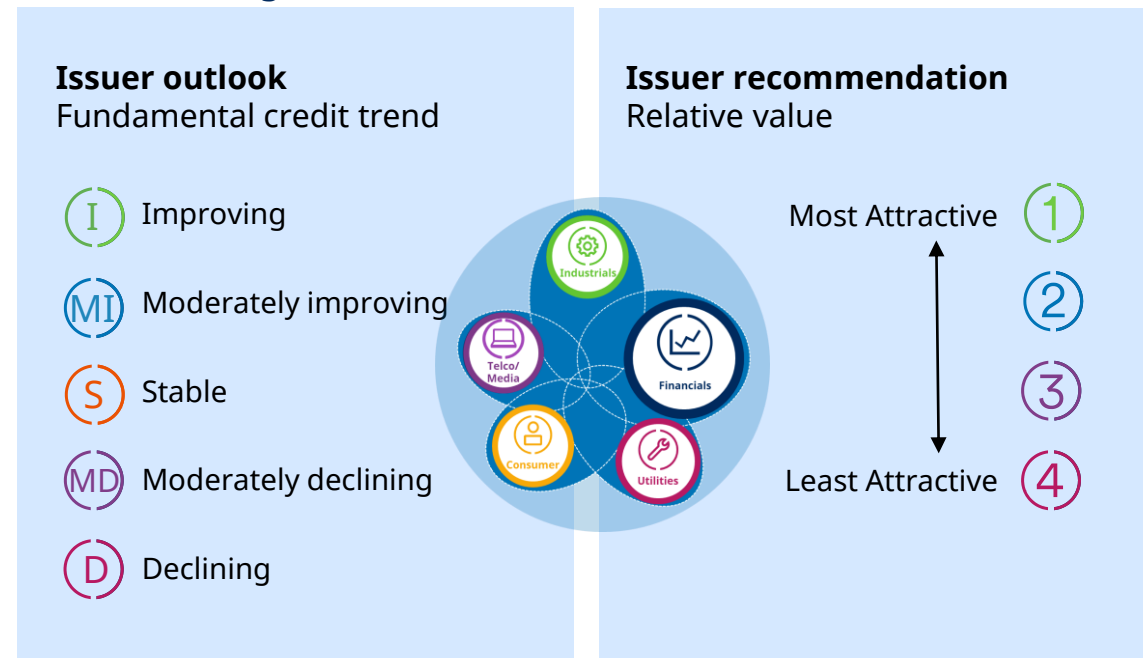 Issuer outlook
Fundamental credit trend
I Improving
MI Moderately improving
S Stable
MD Moderately declining
D Declining
Industrials
Telco/
Media
Financials
Consumer
Utilities
Issuer recommendation
Relative value
Most Attractive 1
2
3
Least Attractive 4